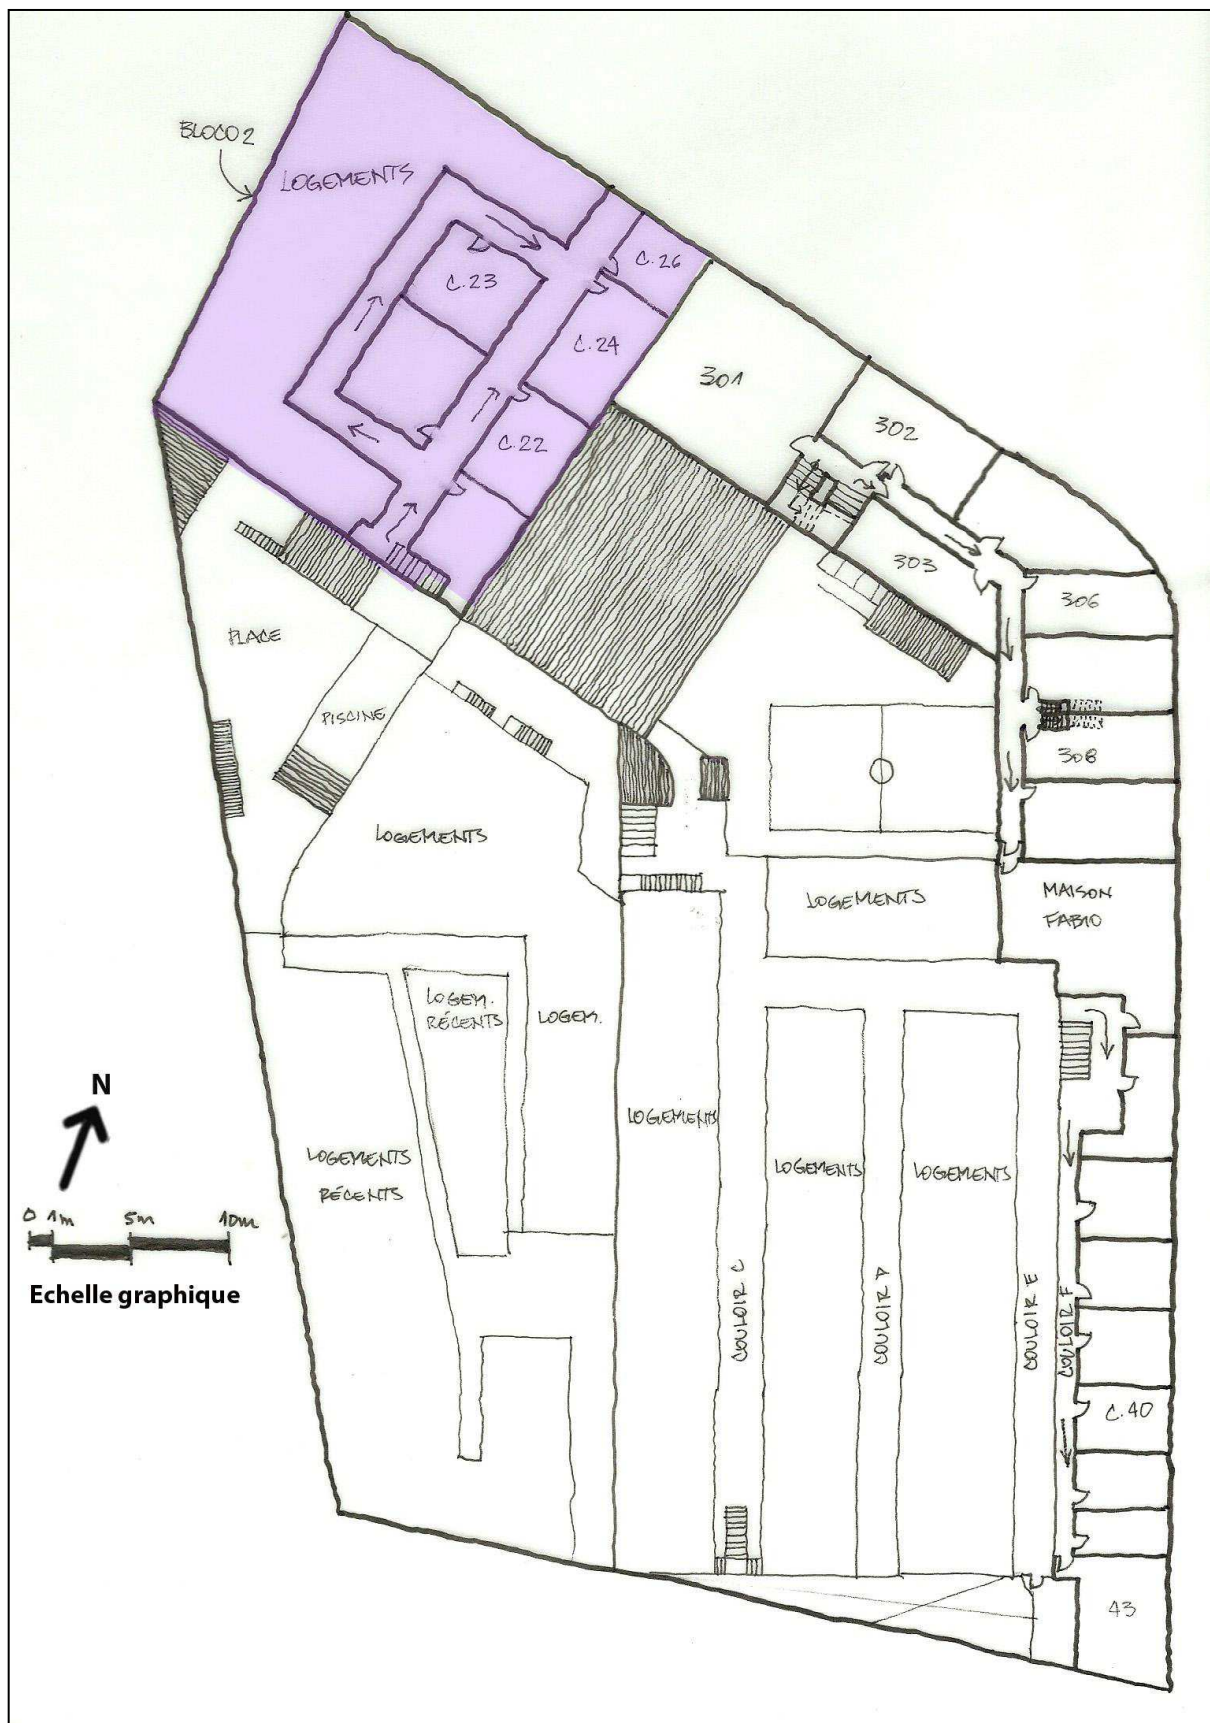 BLOCO 2
LOGEMENTS
C.26
C.23
C.24
301
C.22
302
303
306
PLACE
PISCINE
308
LOGEMENTS
LOGEMENTS
MAISON
FABIO
LOGEM.
RÉCENTS
LOGEM.
N
LOGEMENTS
LOGEMENTS
RÉCENTS
LOGEMENTS
LOGEMENTS
0 1m 5m 10m
Echelle graphique
COULOIR C
COULOIR D
COULOIR E
COULOIR F
C.40
43